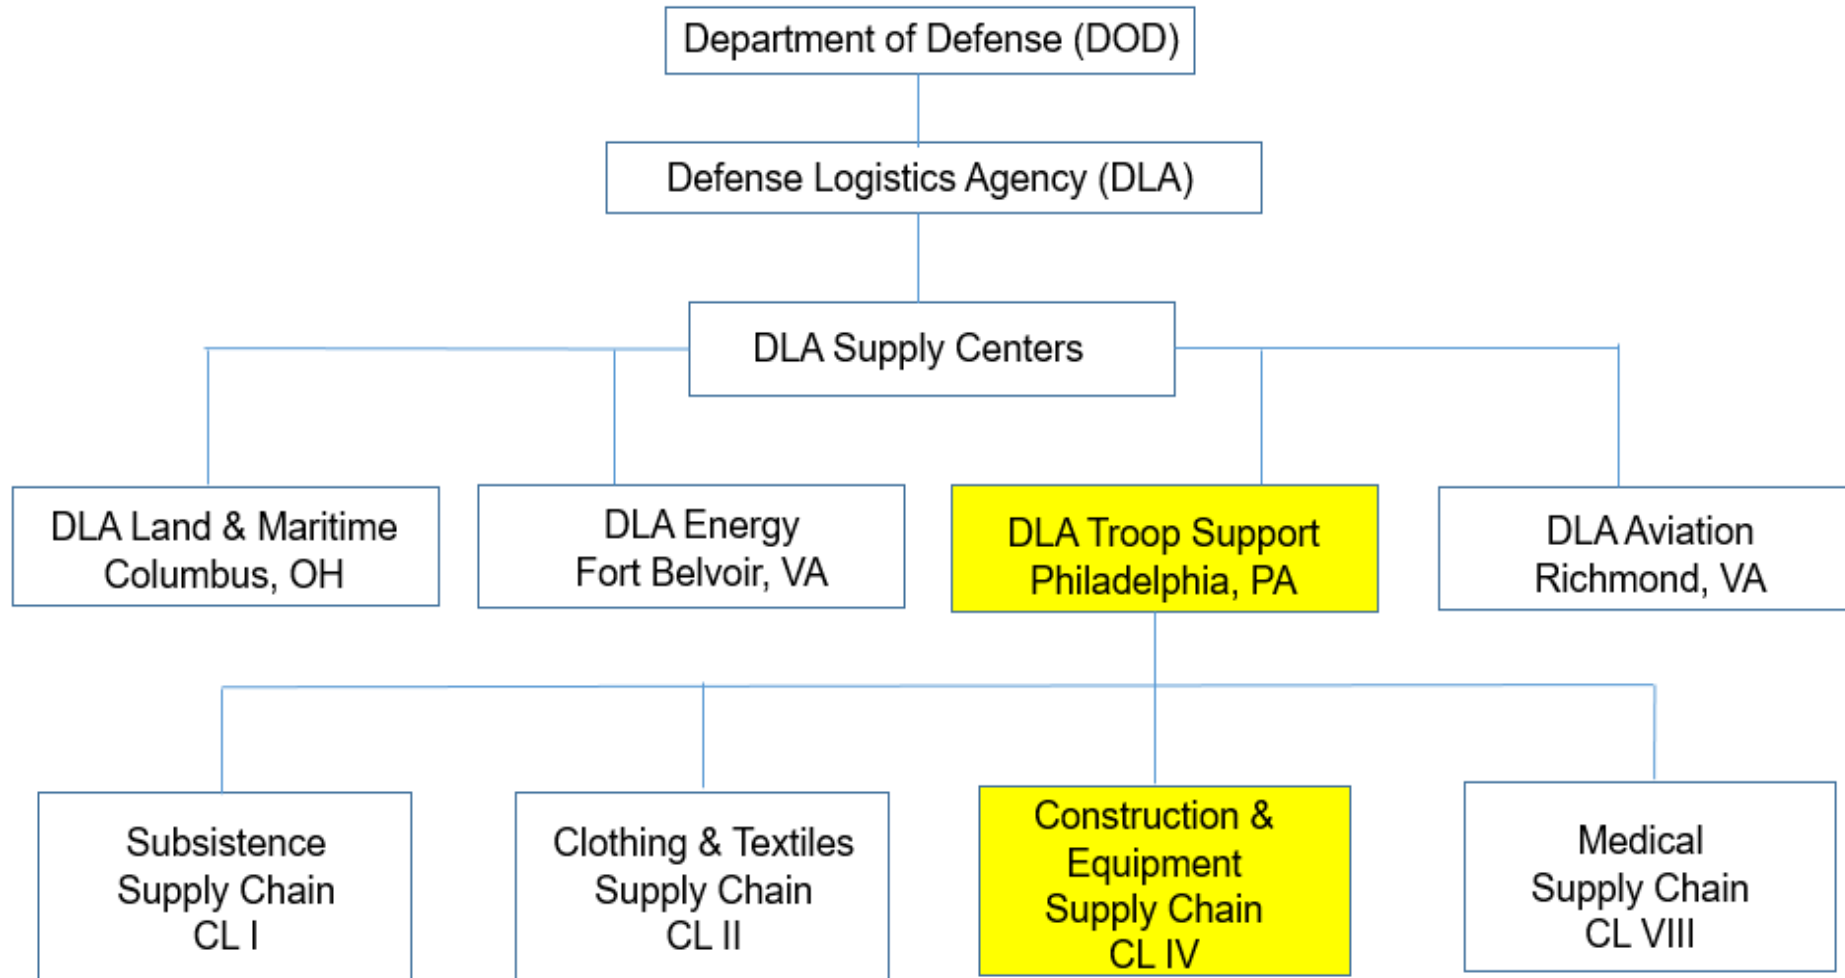 Department of Defense (DOD)
Defense Logistics Agency (DLA)
DLA Supply Centers
DLA Land & Maritime
Columbus, OH
DLA Energy
Fort Belvoir, VA
DLA Troop Support
Philadelphia, PA
DLA Aviation
Richmond, VA
Subsistence
Supply Chain
CL I
Clothing & Textiles
Supply Chain
CL II
Construction &
Equipment
Supply Chain
CL IV
Medical
Supply Chain
CL VIII